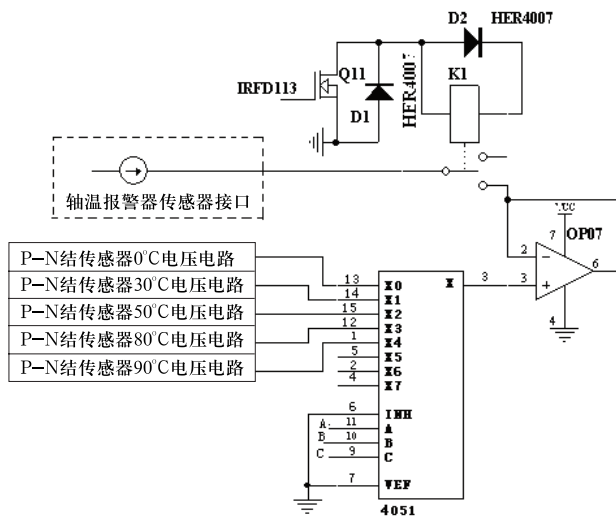 D2 HER4007
Q11
K1
IRFD113
D1
HER4007
轴温报警器传感器接口
VCC
7 OP07
2 − 6
3 +
4
P-N结传感器0°C电压电路
P-N结传感器30°C电压电路
P-N结传感器50°C电压电路
P-N结传感器80°C电压电路
P-N结传感器90°C电压电路
13 X0 X 3
14 X1
15 X2
12 X3
1 X4
5 X5
2 X6
4 X7
6 INH
A 11 A
B 10 B
C 9 C
7 VEF
4051